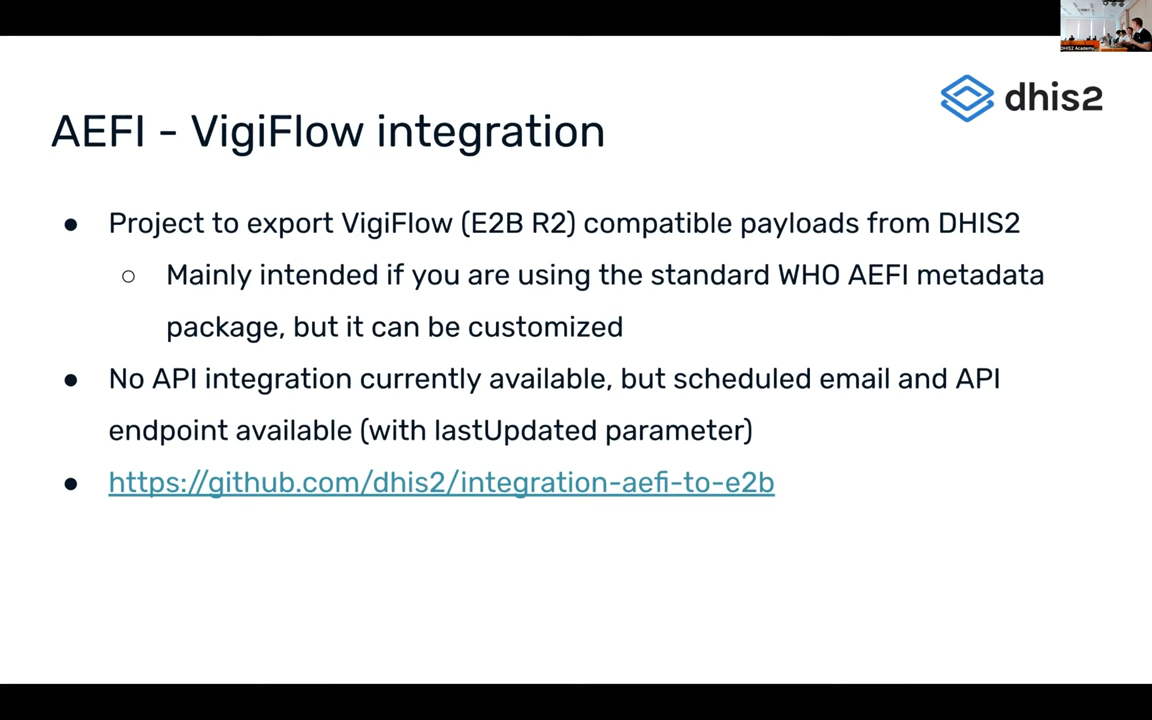 DHIS2 Academy
dhis2
AEFI - VigiFlow integration
● Project to export VigiFlow (E2B R2) compatible payloads from DHIS2
○ Mainly intended if you are using the standard WHO AEFI metadata
package, but it can be customized
● No API integration currently available, but scheduled email and API
endpoint available (with lastUpdated parameter)
● https://github.com/dhis2/integration-aefi-to-e2b